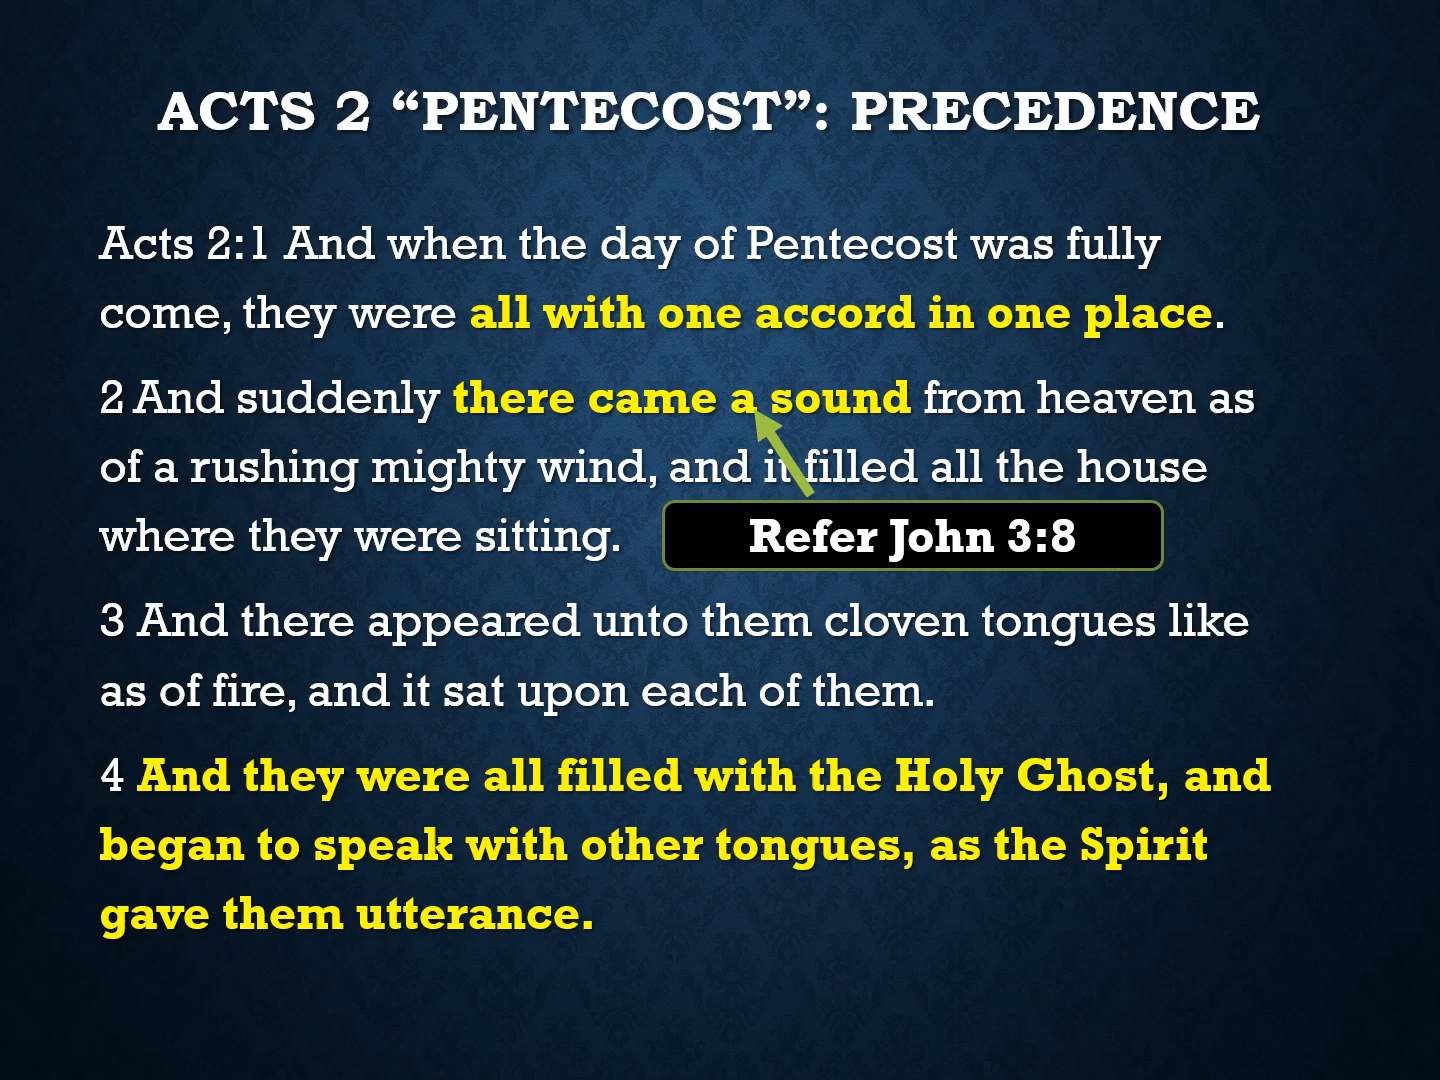 ACTS 2 “PENTECOST”: PRECEDENCE
Acts 2:1 And when the day of Pentecost was fully
come, they were all with one accord in one place.
2 And suddenly there came a sound from heaven as
of a rushing mighty wind, and it filled all the house
where they were sitting.
Refer John 3:8
3 And there appeared unto them cloven tongues like
as of fire, and it sat upon each of them.
4 And they were all filled with the Holy Ghost, and
began to speak with other tongues, as the Spirit
gave them utterance.